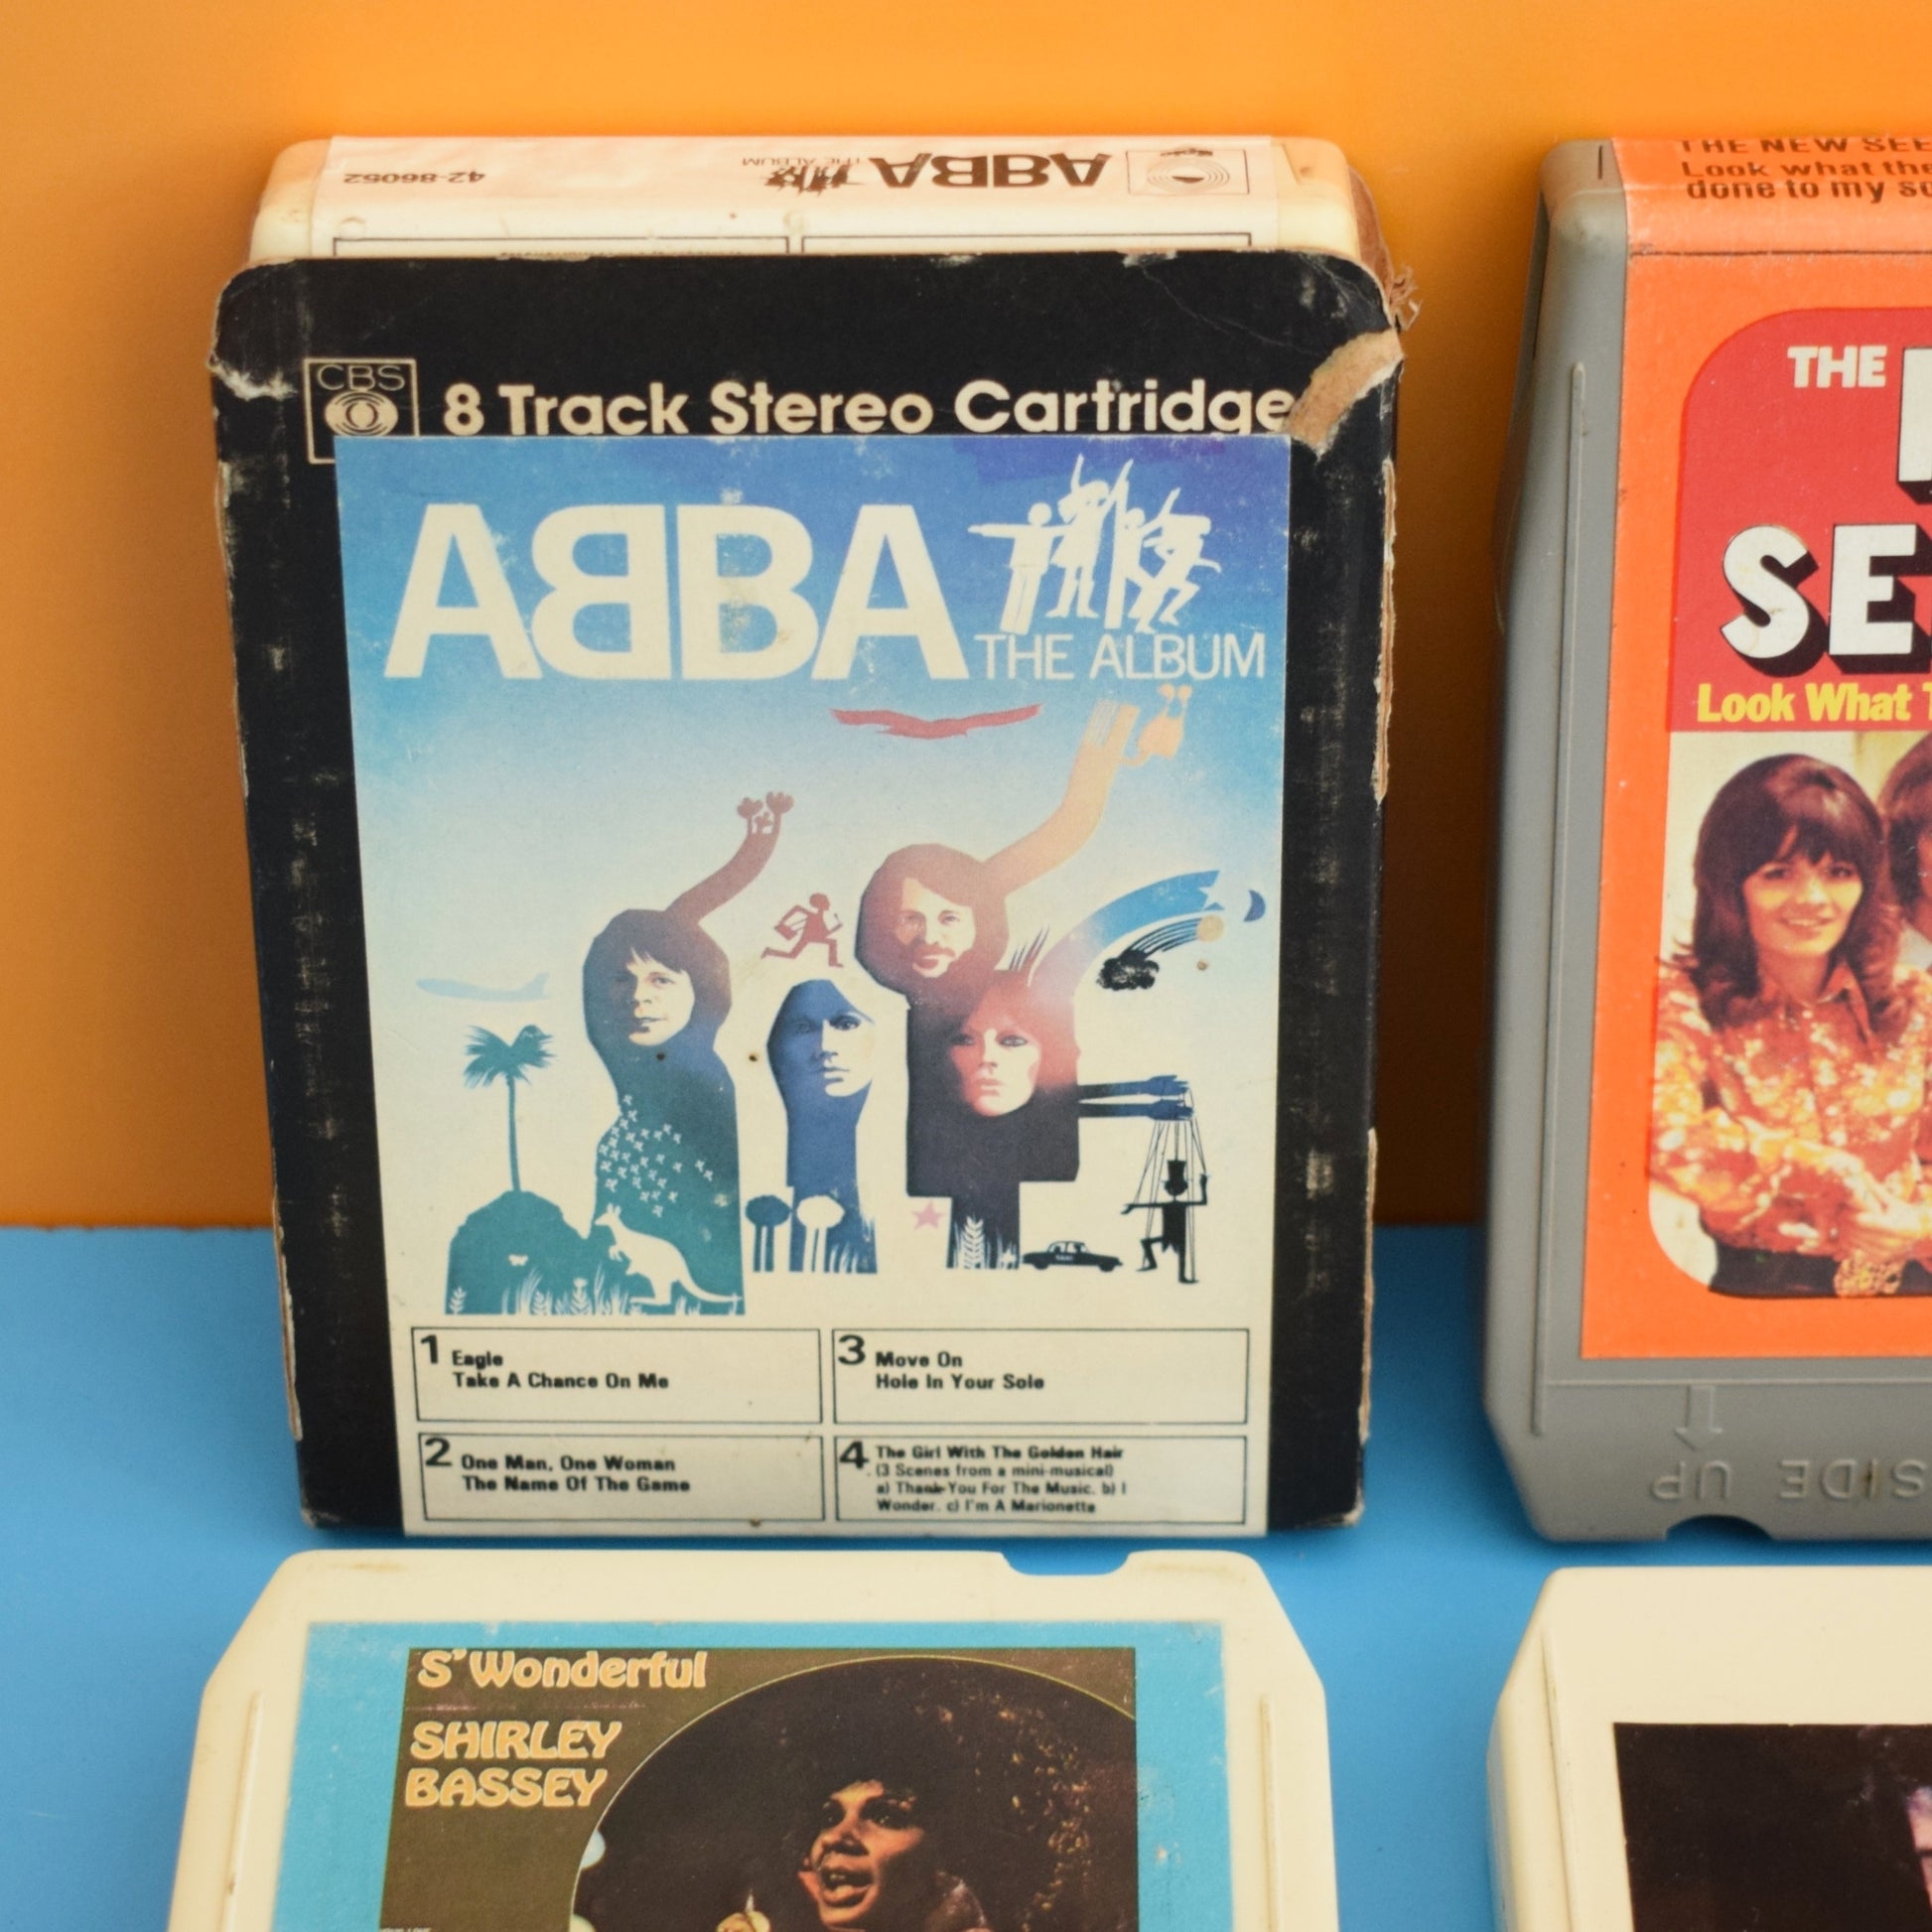 42-86052
ABBA THE ALBUM
Epic
CBS
8 Track Stereo Cartridge
ABBA
THE ALBUM
TAXI
1 Eagle
Take A Chance On Me
2 One Man, One Woman
The Name Of The Game
3 Move On
Hole In Your Sole
4 The Girl With The Golden Hair
(3 Scenes from a mini-musical)
a) Thank You For The Music. b) I
Wonder. c) I'm A Marionette
THE NEW SEE
Look what the
done to my so
THE
SE
Look What T
SIDE UP
S'Wonderful
SHIRLEY
BASSEY